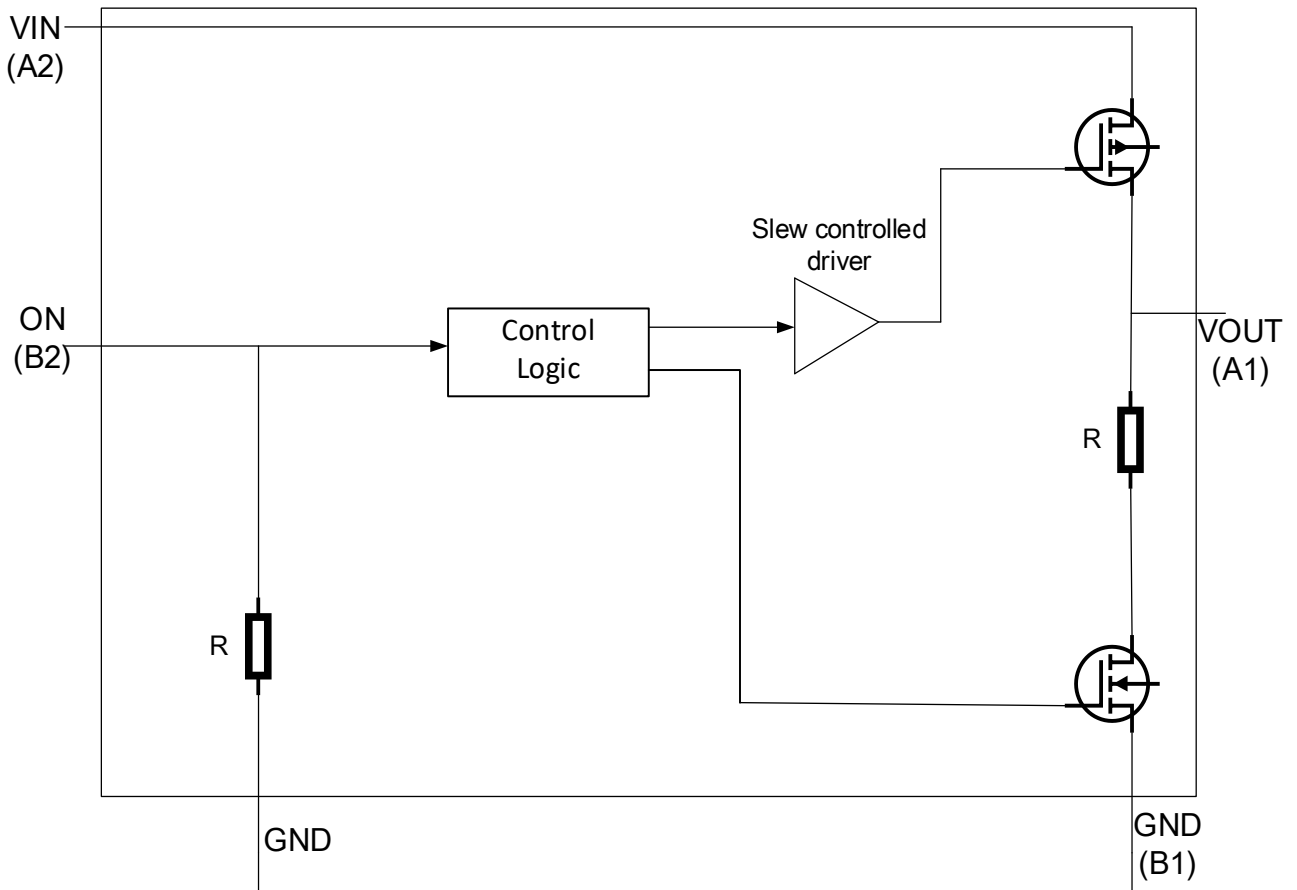 VIN
(A2)
Slew controlled
driver
ON
(B2)
Control
Logic
VOUT
(A1)
R
R
GND
GND
(B1)